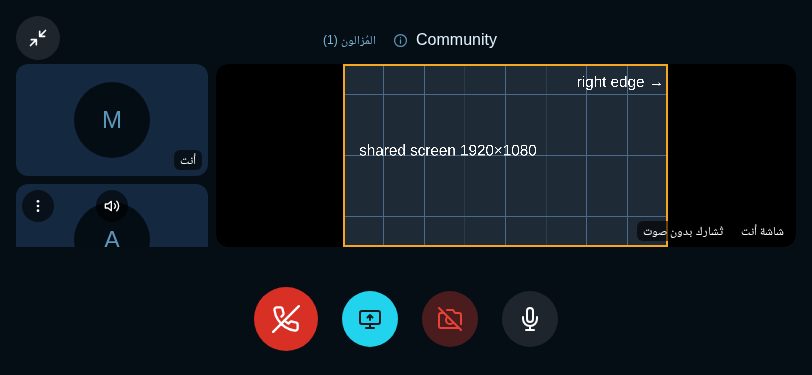 Community
المُزالون (1)
M
أنت
A
right edge →
shared screen 1920×1080
شاشة أنت
تُشارك بدون صوت